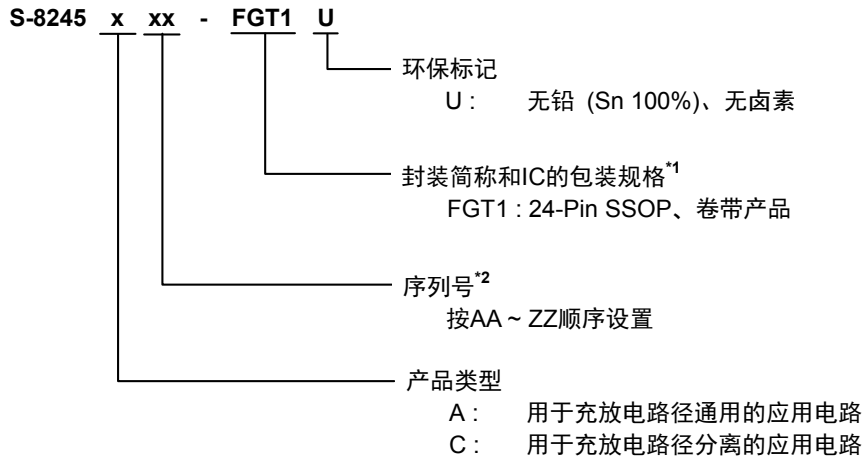 S-8245 x xx - FGT1 U
环保标记
U : 无铅 (Sn 100%)、无卤素
封装简称和IC的包装规格*1
FGT1 : 24-Pin SSOP、卷带产品
序列号*2
按AA ~ ZZ顺序设置
产品类型
A : 用于充放电路径通用的应用电路
C : 用于充放电路径分离的应用电路